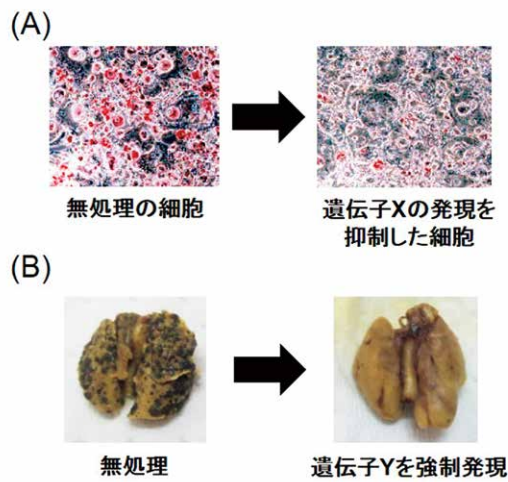 (A)
無処理の細胞
遺伝子Xの発現を
抑制した細胞
(B)
無処理
遺伝子Yを強制発現